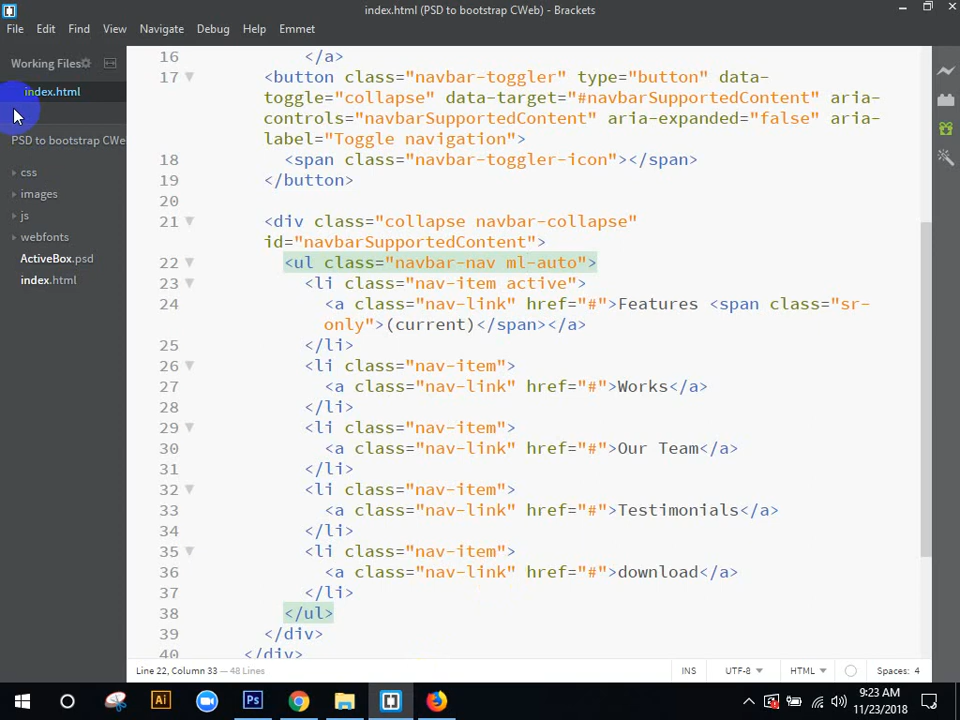 index.html (PSD to bootstrap CWeb) - Brackets
File Edit Find View Navigate Debug Help Emmet
Working Files
index.html
PSD to bootstrap CWe
css
images
js
webfonts
ActiveBox.psd
index.html
16 </a>
17 <button class="navbar-toggler" type="button" data-
toggle="collapse" data-target="#navbarSupportedContent" aria-
controls="navbarSupportedContent" aria-expanded="false" aria-
label="Toggle navigation">
18 <span class="navbar-toggler-icon"></span>
19 </button>
20
21 <div class="collapse navbar-collapse"
id="navbarSupportedContent">
22 <ul class="navbar-nav ml-auto">
23 <li class="nav-item active">
24 <a class="nav-link" href="#">Features <span class="sr-
only">(current)</span></a>
25 </li>
26 <li class="nav-item">
27 <a class="nav-link" href="#">Works</a>
28 </li>
29 <li class="nav-item">
30 <a class="nav-link" href="#">Our Team</a>
31 </li>
32 <li class="nav-item">
33 <a class="nav-link" href="#">Testimonials</a>
34 </li>
35 <li class="nav-item">
36 <a class="nav-link" href="#">download</a>
37 </li>
38 </ul>
39 </div>
40 </div>
Line 22, Column 33 — 48 Lines
INS UTF-8 HTML Spaces: 4
Ai Ps
9:23 AM
11/23/2018